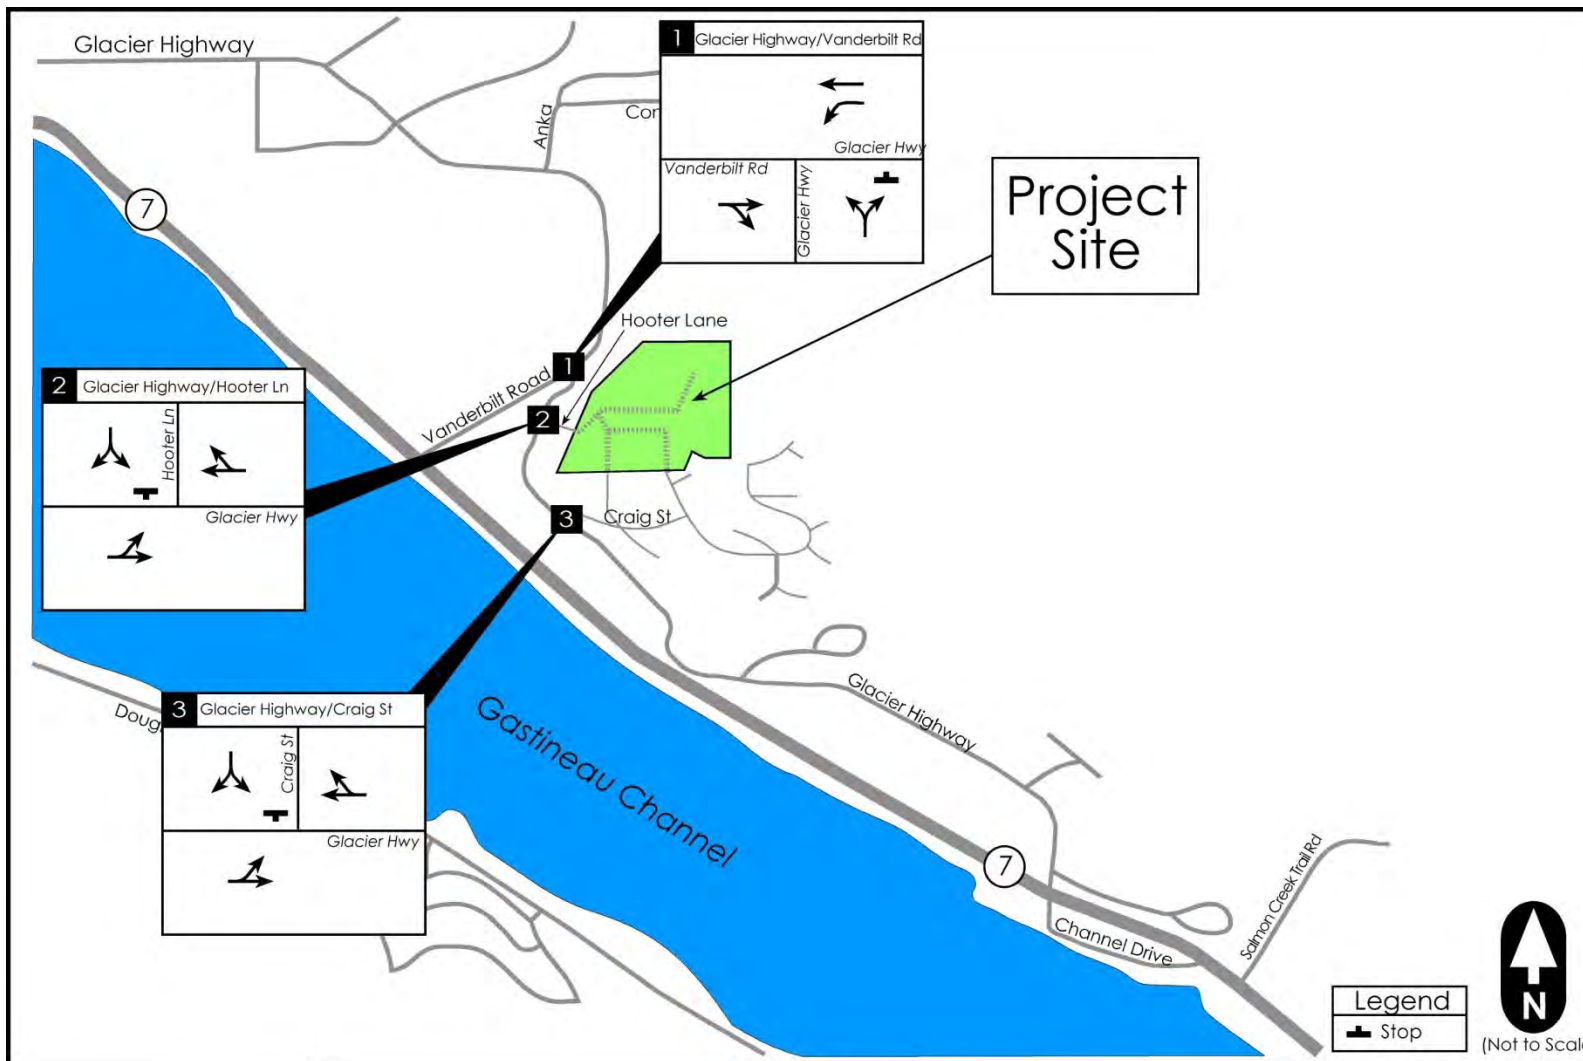 Glacier Highway
1 Glacier Highway/Vanderbilt Rd
Anka
Con
Glacier Hwy
Vanderbilt Rd
Glacier Hwy
Project
Site
7
Hooter Lane
1
2 Glacier Highway/Hooter Ln
Vanderbilt Road
2
Hooter Ln
Glacier Hwy
3
Craig St
3 Glacier Highway/Craig St
Doug
Craig St
Glacier Hwy
Gastineau Channel
Glacier Highway
7
Channel Drive
Salmon Creek Trail Rd
Legend
Stop
N
(Not to Scale